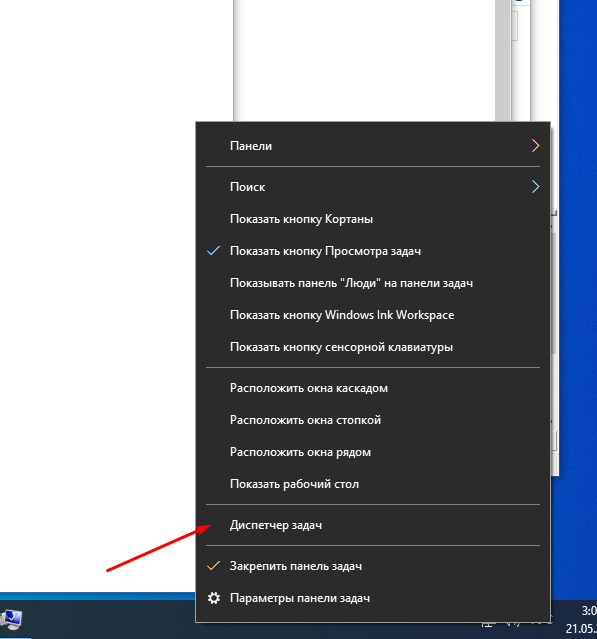 Панели
Поиск
Показать кнопку Кортаны
Показать кнопку Просмотра задач
Показывать панель "Люди" на панели задач
Показать кнопку Windows Ink Workspace
Показать кнопку сенсорной клавиатуры
Расположить окна каскадом
Расположить окна стопкой
Расположить окна рядом
Показать рабочий стол
Диспетчер задач
Закрепить панель задач
Параметры панели задач
3:0
21.05.